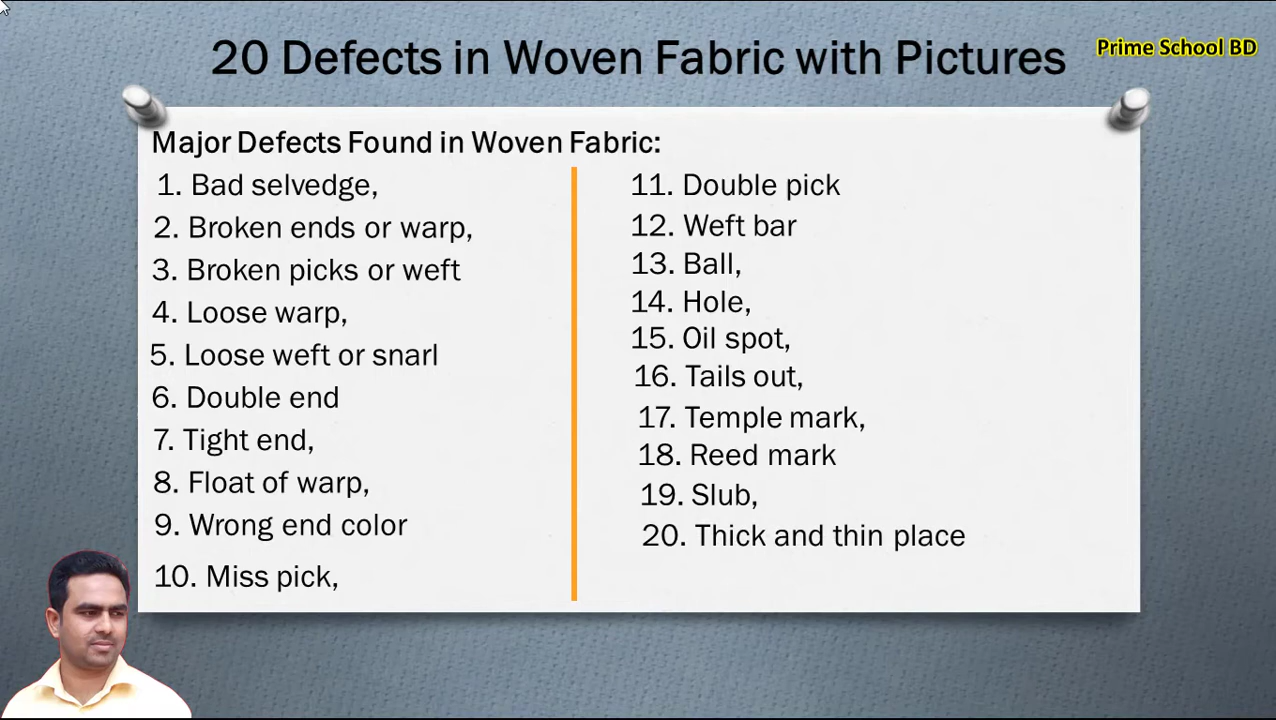 20 Defects in Woven Fabric with Pictures
Prime School BD
Major Defects Found in Woven Fabric:
1. Bad selvedge,
2. Broken ends or warp,
3. Broken picks or weft
4. Loose warp,
5. Loose weft or snarl
6. Double end
7. Tight end,
8. Float of warp,
9. Wrong end color
10. Miss pick,
11. Double pick
12. Weft bar
13. Ball,
14. Hole,
15. Oil spot,
16. Tails out,
17. Temple mark,
18. Reed mark
19. Slub,
20. Thick and thin place